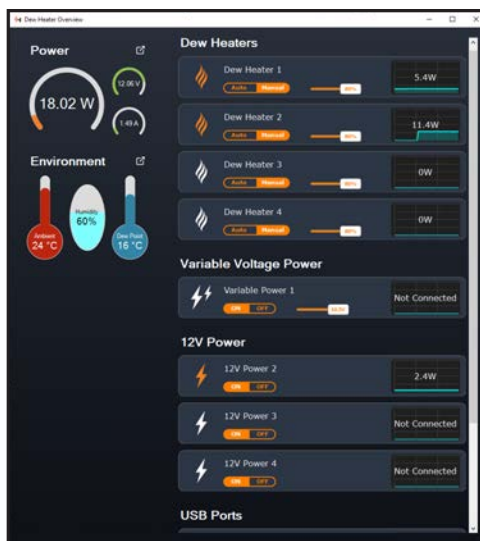 Dew Heater Overview
Power
18.02 W
12.06 V
1.49 A
Environment
Ambient
24 °C
Humidity
60%
Dew Point
16 °C
Dew Heaters
Dew Heater 1
Auto Manual
5.4W
Dew Heater 2
Auto Manual
11.4W
Dew Heater 3
Auto Manual
0W
Dew Heater 4
Auto Manual
0W
Variable Voltage Power
Variable Power 1
ON OFF
Not Connected
12V Power
12V Power 2
ON OFF
2.4W
12V Power 3
ON OFF
Not Connected
12V Power 4
ON OFF
Not Connected
USB Ports